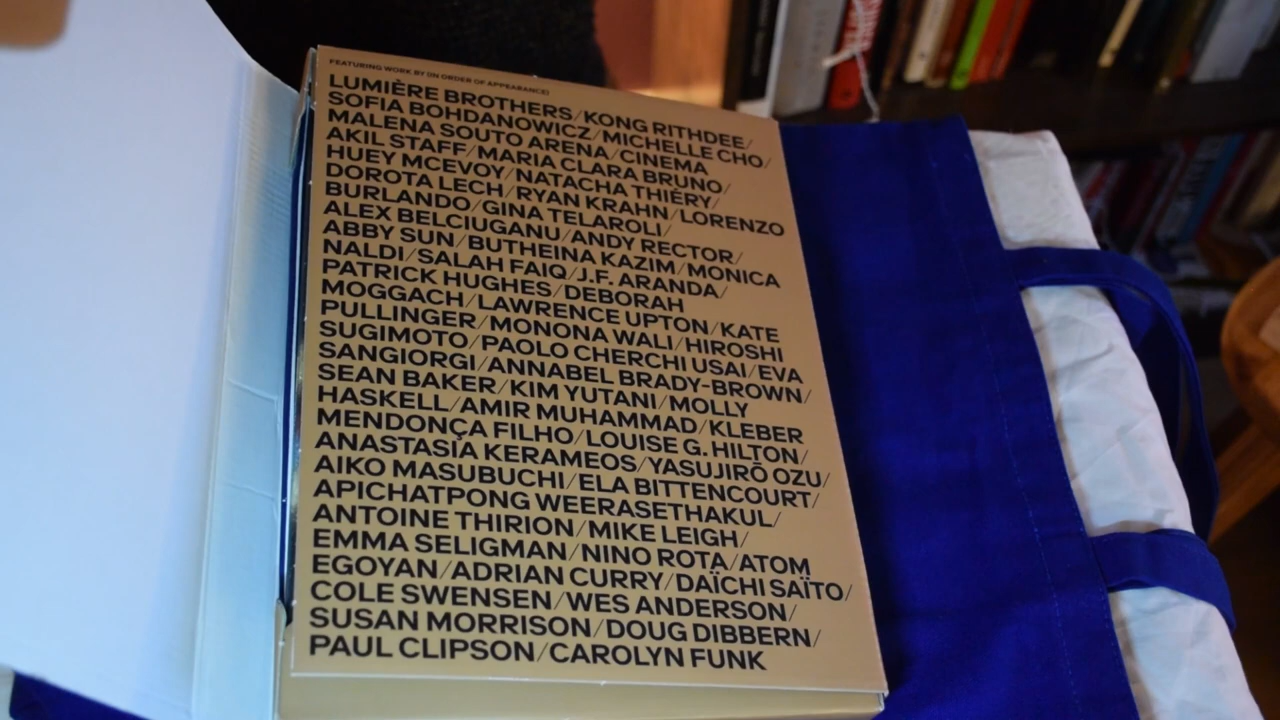 FEATURING WORK BY (IN ORDER OF APPEARANCE)
LUMIÈRE BROTHERS/KONG RITHDEE/
SOFIA BOHDANOWICZ/MICHELLE CHO/
MALENA SOUTO ARENA/CINEMA
AKIL STAFF/MARIA CLARA BRUNO/
HUEY MCEVOY/NATACHA THIÉRY/
DOROTA LECH/RYAN KRAHN/LORENZO
BURLANDO/GINA TELAROLI/
ALEX BELCIUGANU/ANDY RECTOR/
ABBY SUN/BUTHEINA KAZIM/MONICA
NALDI/SALAH FAIQ/J.F. ARANDA/
PATRICK HUGHES/DEBORAH
MOGGACH/LAWRENCE UPTON/KATE
PULLINGER/MONONA WALI/HIROSHI
SUGIMOTO/PAOLO CHERCHI USAI/EVA
SANGIORGI/ANNABEL BRADY-BROWN/
SEAN BAKER/KIM YUTANI/MOLLY
HASKELL/AMIR MUHAMMAD/KLEBER
MENDONÇA FILHO/LOUISE G. HILTON/
ANASTASÍA KERAMEOS/YASUJIRŌ OZU/
AIKO MASUBUCHI/ELA BITTENCOURT/
APICHATPONG WEERASETHAKUL/
ANTOINE THIRION/MIKE LEIGH/
EMMA SELIGMAN/NINO ROTA/ATOM
EGOYAN/ADRIAN CURRY/DAÏCHI SAÏTO/
COLE SWENSEN/WES ANDERSON/
SUSAN MORRISON/DOUG DIBBERN/
PAUL CLIPSON/CAROLYN FUNK